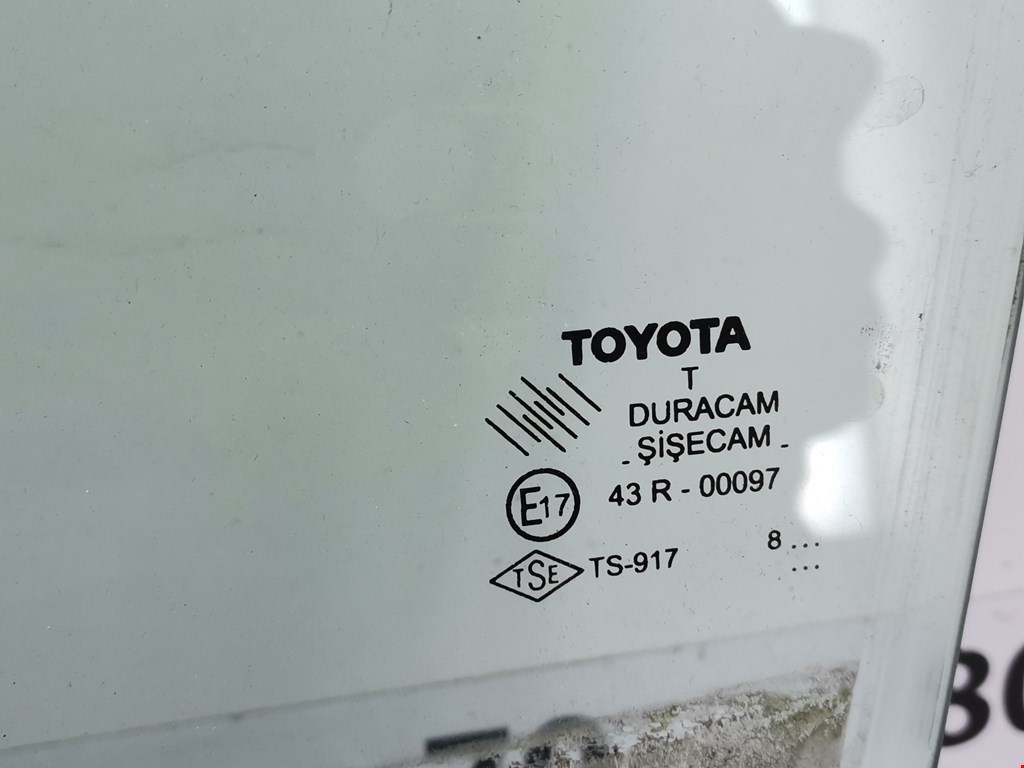 TOYOTA
T
DURACAM
- ŞİŞECAM -
E17 43 R - 00097
TSE TS-917 8 ...
...